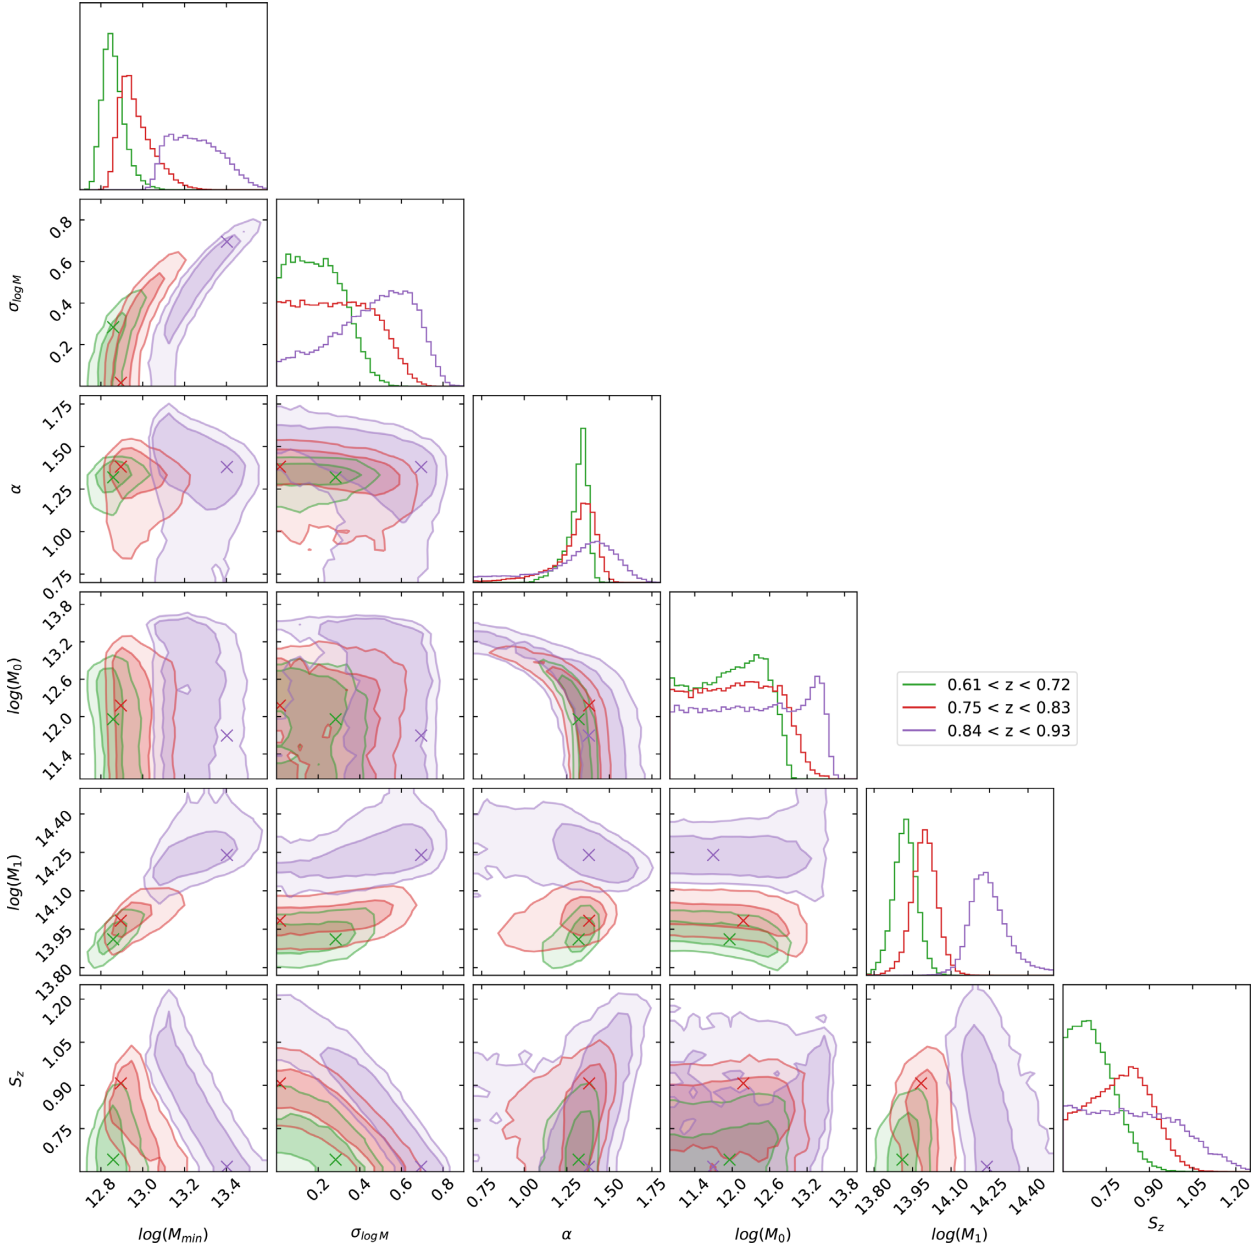 0.8
0.6
0.4
0.2
σ_{log M}
1.75
1.50
1.25
1.00
0.75
α
13.8
13.2
12.6
12.0
11.4
log(M_0)
0.61 < z < 0.72
0.75 < z < 0.83
0.84 < z < 0.93
14.40
14.25
14.10
13.95
13.80
log(M_1)
1.20
1.05
0.90
0.75
S_z
12.8 13.0 13.2 13.4
0.2 0.4 0.6 0.8
0.75 1.00 1.25 1.50 1.75
11.4 12.0 12.6 13.2 13.8
13.80 13.95 14.10 14.25 14.40
0.75 0.90 1.05 1.20
log(M_{min})
σ_{log M}
α
log(M_0)
log(M_1)
S_z